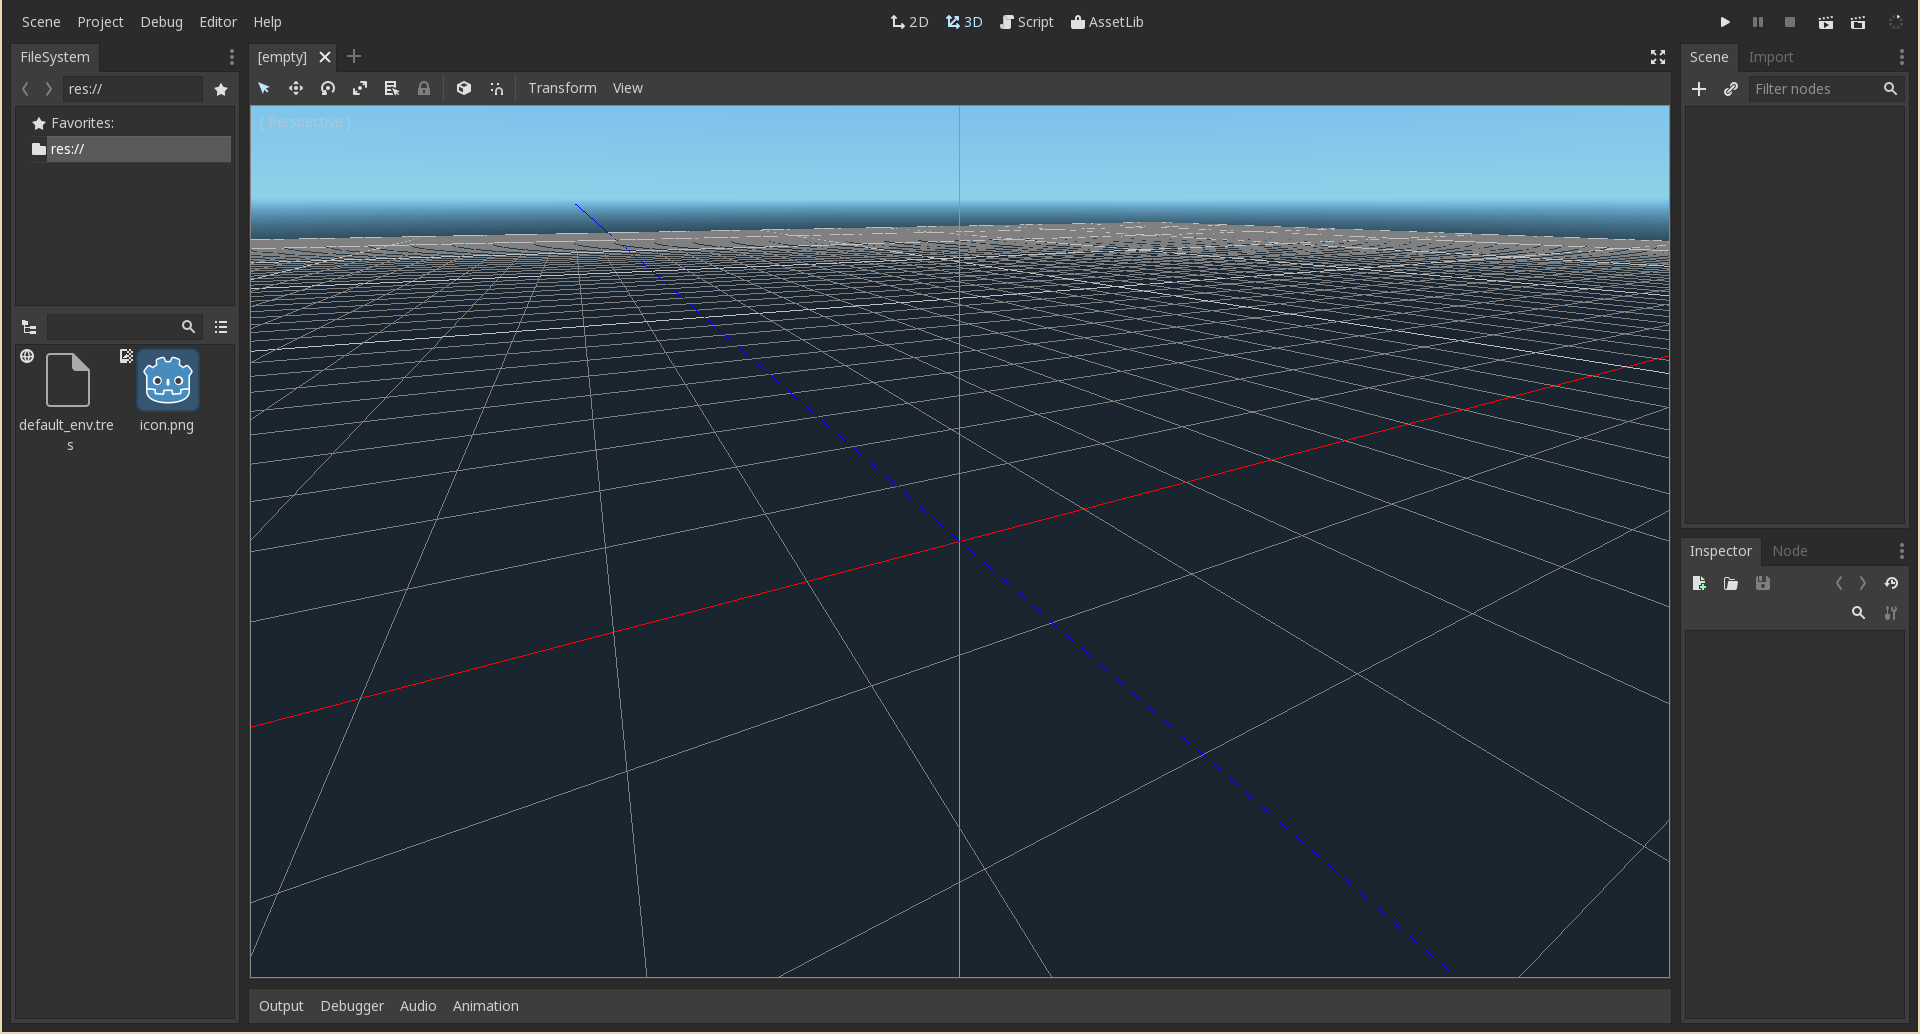 Scene Project Debug Editor Help
2D 3D Script AssetLib
FileSystem
res://
Favorites:
res://
default_env.tre
s
icon.png
[empty]
Transform View
[ Perspective ]
Output Debugger Audio Animation
Scene Import
Filter nodes
Inspector Node